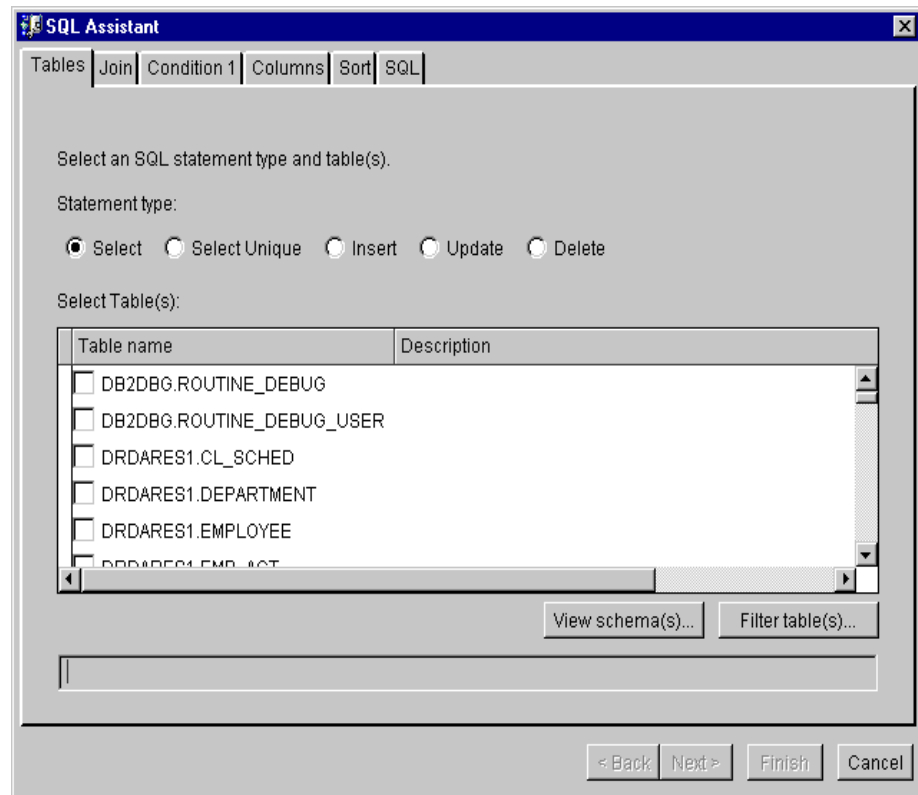 SQL Assistant
Tables Join Condition 1 Columns Sort SQL
Select an SQL statement type and table(s).
Statement type:
Select Select Unique Insert Update Delete
Select Table(s):
Table name Description
DB2DBG.ROUTINE_DEBUG
DB2DBG.ROUTINE_DEBUG_USER
DRDARES1.CL_SCHED
DRDARES1.DEPARTMENT
DRDARES1.EMPLOYEE
DRDARES1.EMP_ACT
View schema(s)... Filter table(s)...
< Back Next > Finish Cancel